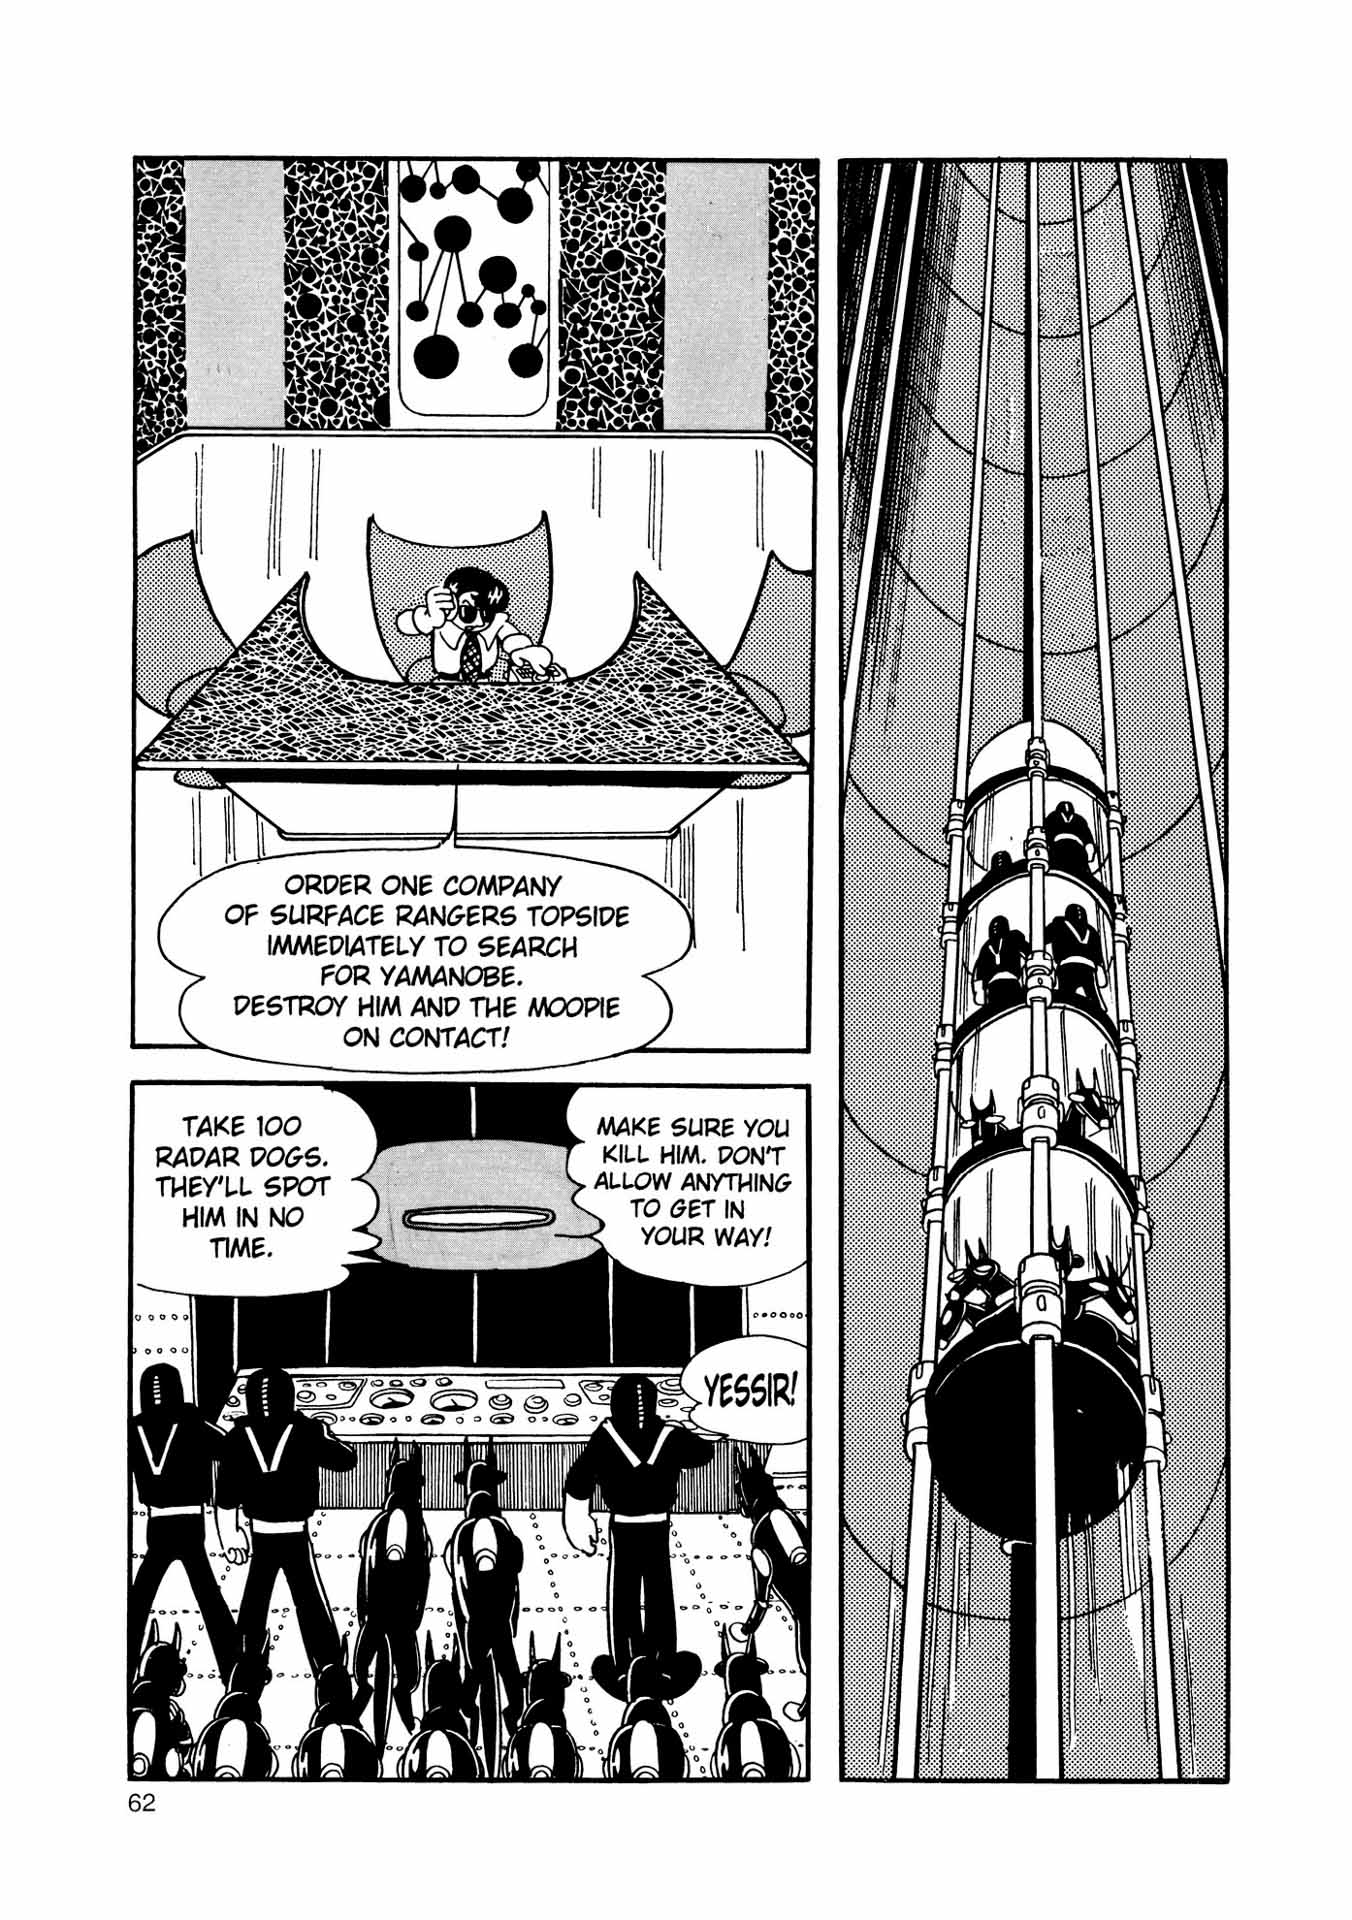 ORDER ONE COMPANY
OF SURFACE RANGERS TOPSIDE
IMMEDIATELY TO SEARCH
FOR YAMANOBE.
DESTROY HIM AND THE MOOPIE
ON CONTACT!
TAKE 100
RADAR DOGS.
THEY'LL SPOT
HIM IN NO
TIME.
MAKE SURE YOU
KILL HIM. DON'T
ALLOW ANYTHING
TO GET IN
YOUR WAY!
YESSIR!
62